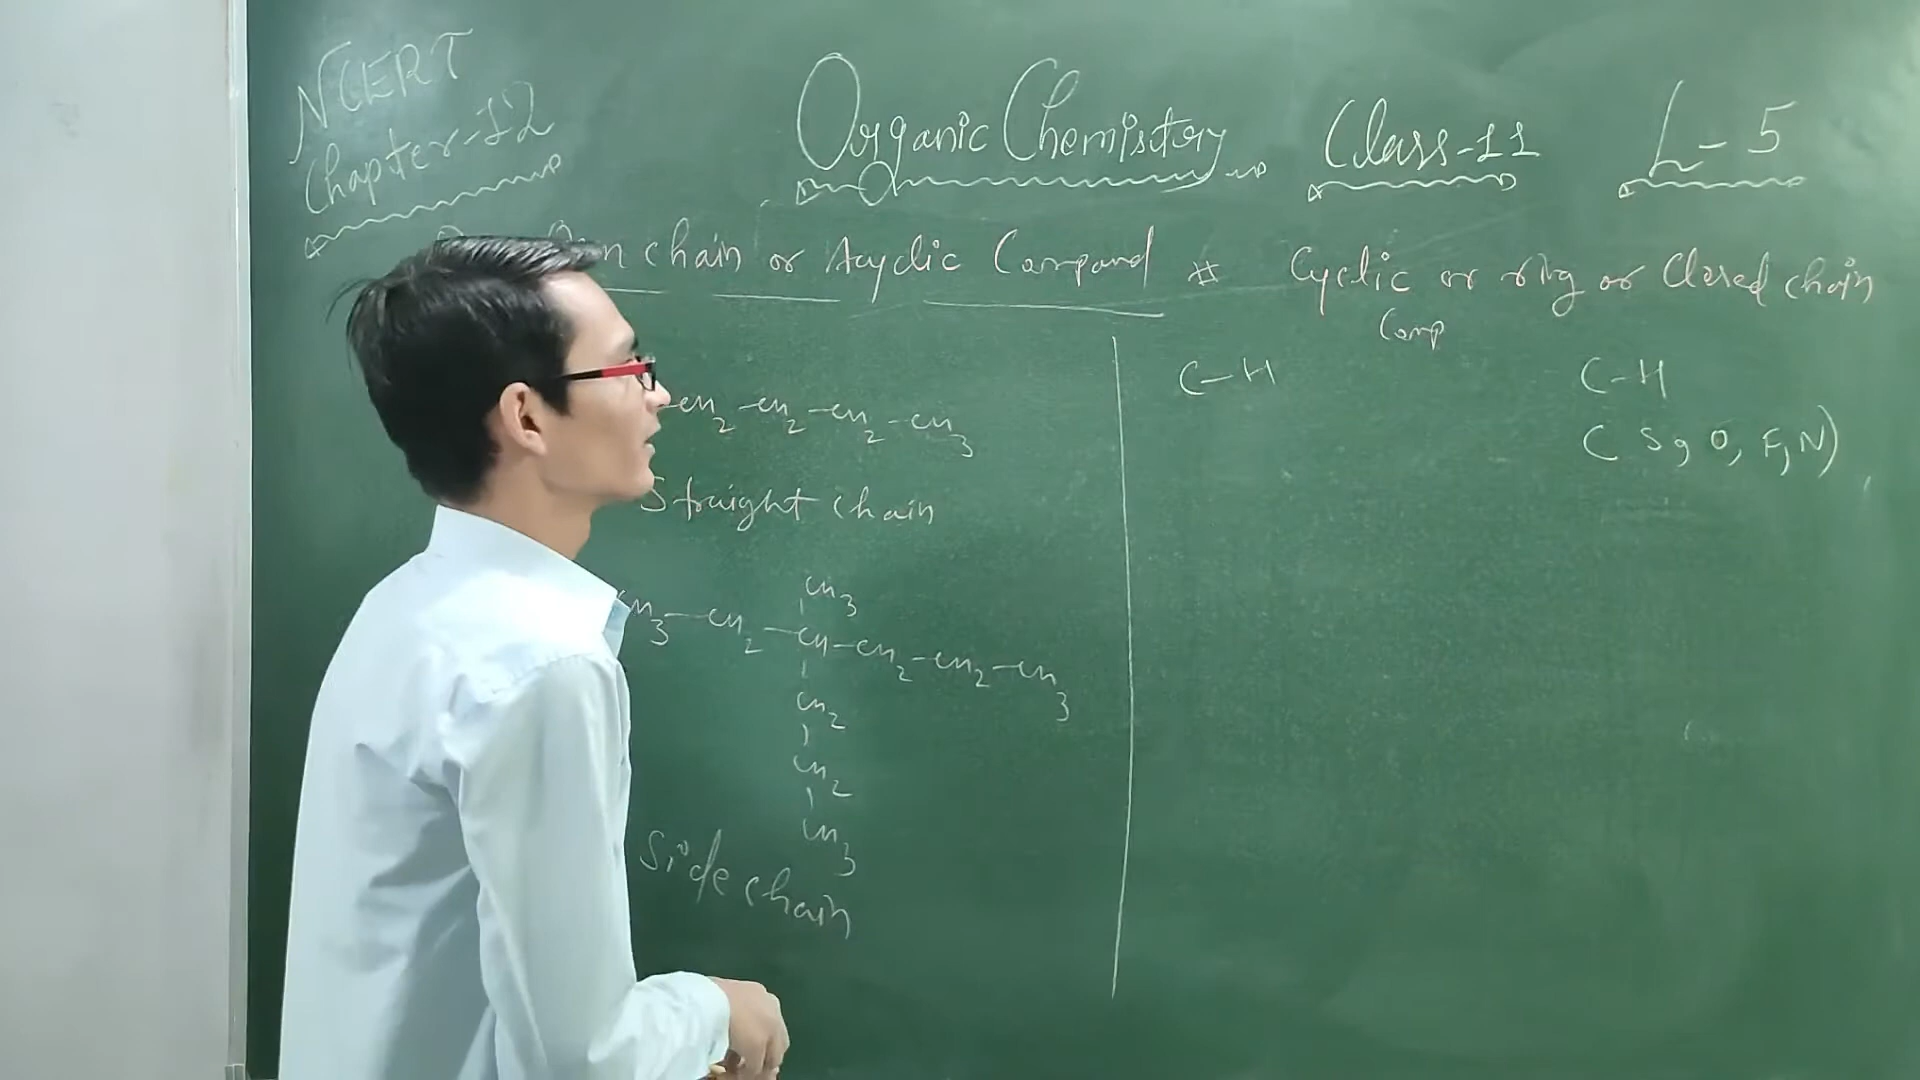 NCERT
Chapter-12
Organic Chemistory Class-11 L-5
chain or Acyclic Compound # Cyclic or ring or Closed chain
Comp
C-H C-H
( S, O, F, N)
-CH2-CH2-CH2-CH3
Straight chain
CH3
CH3-CH2-CH-CH2-CH2-CH3
CH2
CH2
CH3
Side chain